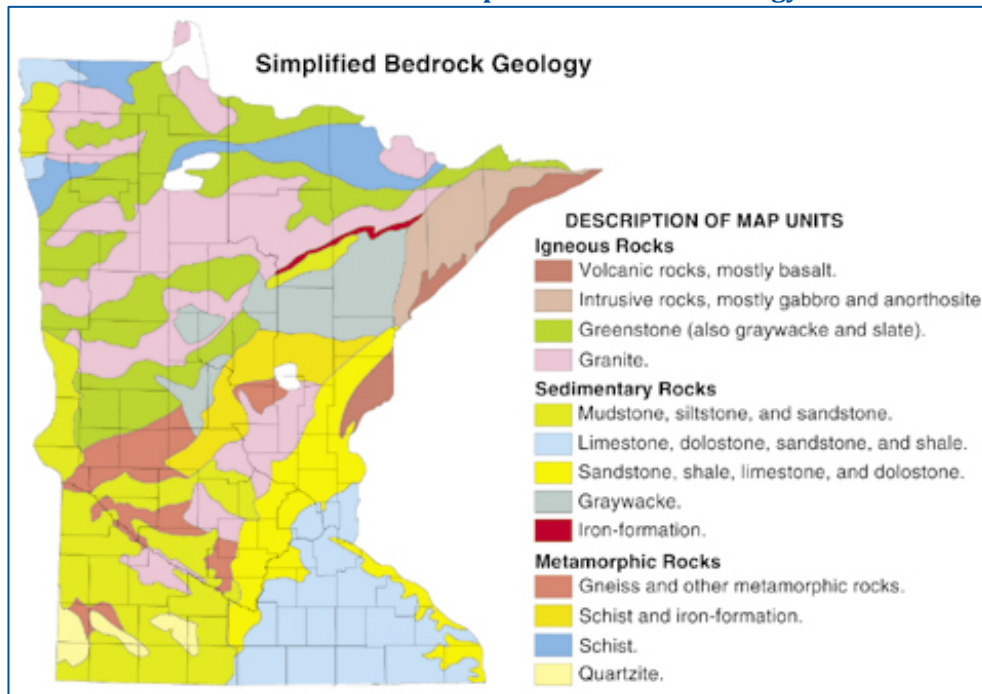 Simplified Bedrock Geology
DESCRIPTION OF MAP UNITS
Igneous Rocks
Volcanic rocks, mostly basalt.
Intrusive rocks, mostly gabbro and anorthosite
Greenstone (also graywacke and slate).
Granite.
Sedimentary Rocks
Mudstone, siltstone, and sandstone.
Limestone, dolostone, sandstone, and shale.
Sandstone, shale, limestone, and dolostone.
Graywacke.
Iron-formation.
Metamorphic Rocks
Gneiss and other metamorphic rocks.
Schist and iron-formation.
Schist.
Quartzite.